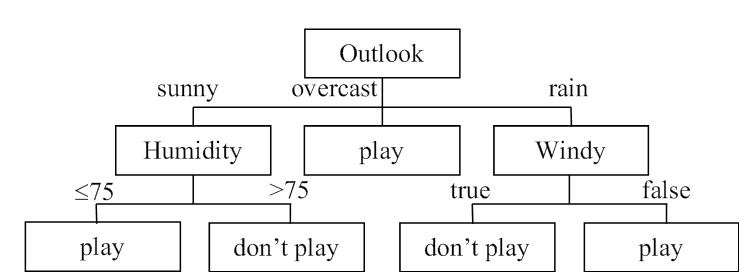 Outlook
sunny overcast rain
Humidity play Windy
≤75 >75 true false
play don't play don't play play